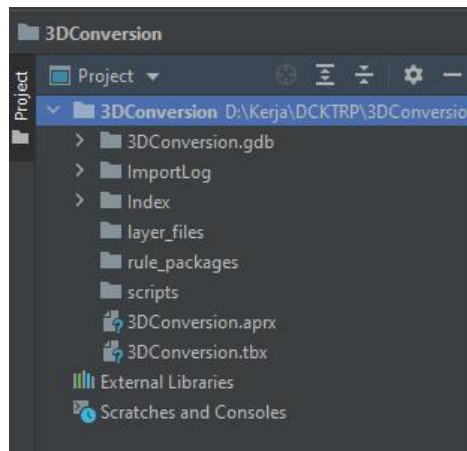 3DConversion
Project
Project
3DConversion D:\Kerja\DCKTRP\3DConversio
3DConversion.gdb
ImportLog
Index
layer_files
rule_packages
scripts
3DConversion.aprx
3DConversion.tbx
External Libraries
Scratches and Consoles